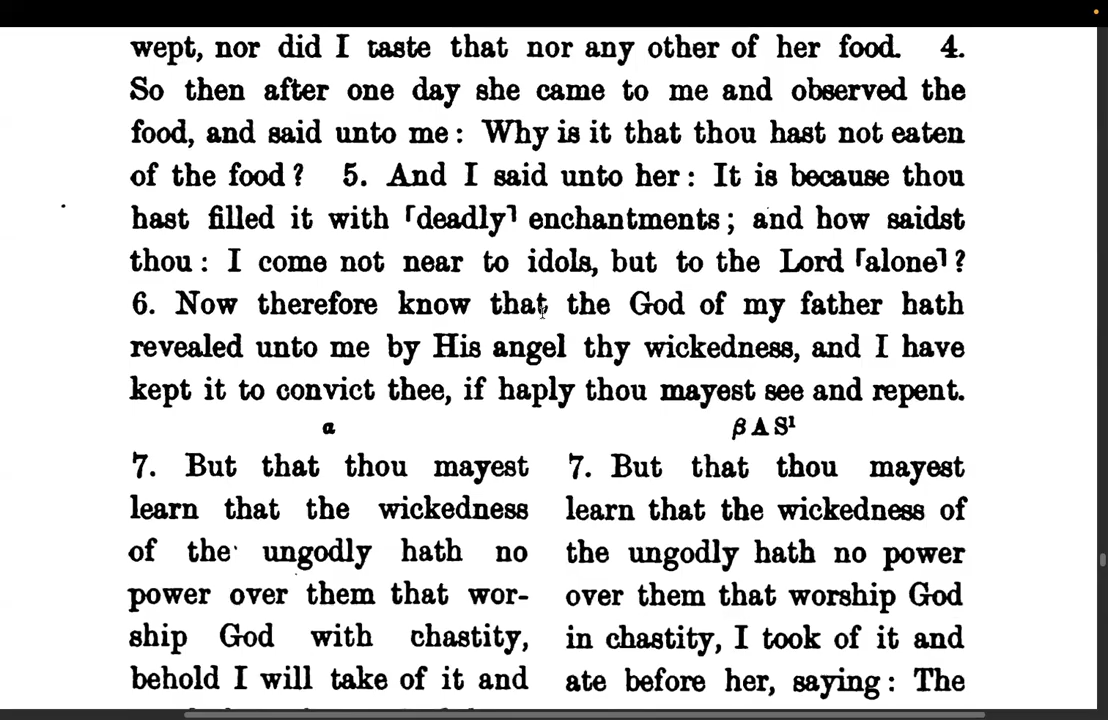 wept, nor did I taste that nor any other of her food. 4.
So then after one day she came to me and observed the
food, and said unto me : Why is it that thou hast not eaten
of the food ? 5. And I said unto her : It is because thou
hast filled it with ⸢deadly⸣ enchantments ; and how saidst
thou : I come not near to idols, but to the Lord ⸢alone⸣ ?
6. Now therefore know that the God of my father hath
revealed unto me by His angel thy wickedness, and I have
kept it to convict thee, if haply thou mayest see and repent.
α
7. But that thou mayest
learn that the wickedness
of the ungodly hath no
power over them that wor-
ship God with chastity,
behold I will take of it and
β A S¹
7. But that thou mayest
learn that the wickedness of
the ungodly hath no power
over them that worship God
in chastity, I took of it and
ate before her, saying : The